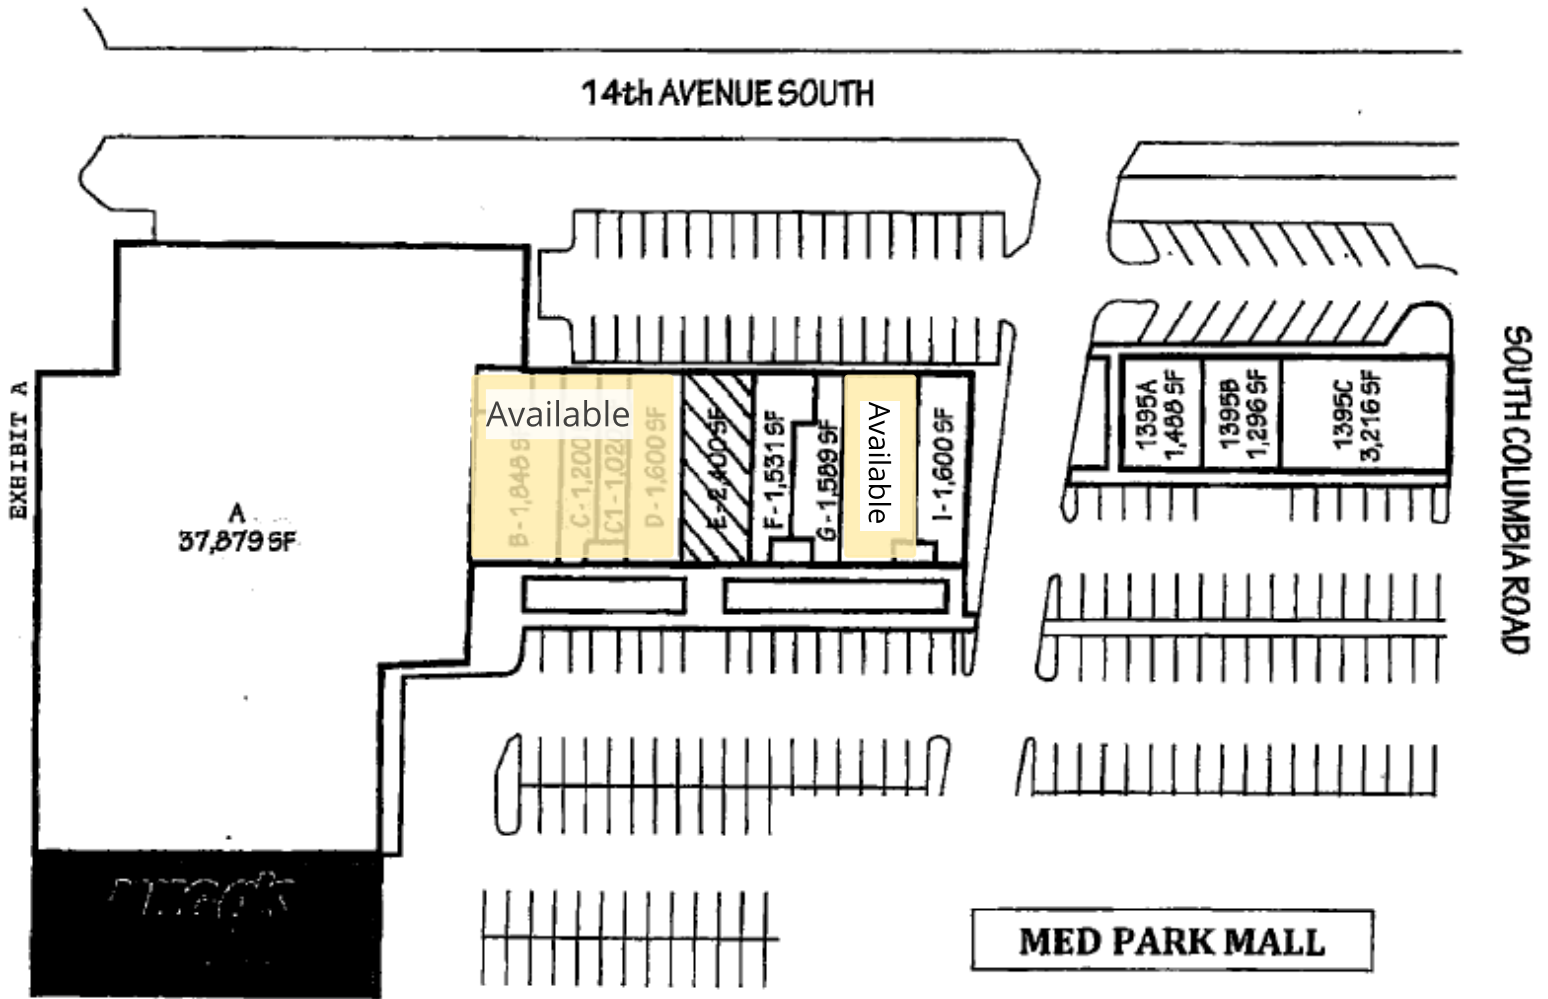 14th AVENUE SOUTH
EXHIBIT A
A
37,879 SF
Available
B - 1,848 S
C - 1,200
C1 - 1,02
D - 1,600 SF
E - 2,400 SF
F - 1,531 SF
G - 1,589 SF
Available
I - 1,600 SF
1395A
1,488 SF
1395B
1,296 SF
1395C
3,216 SF
SOUTH COLUMBIA ROAD
MED PARK MALL